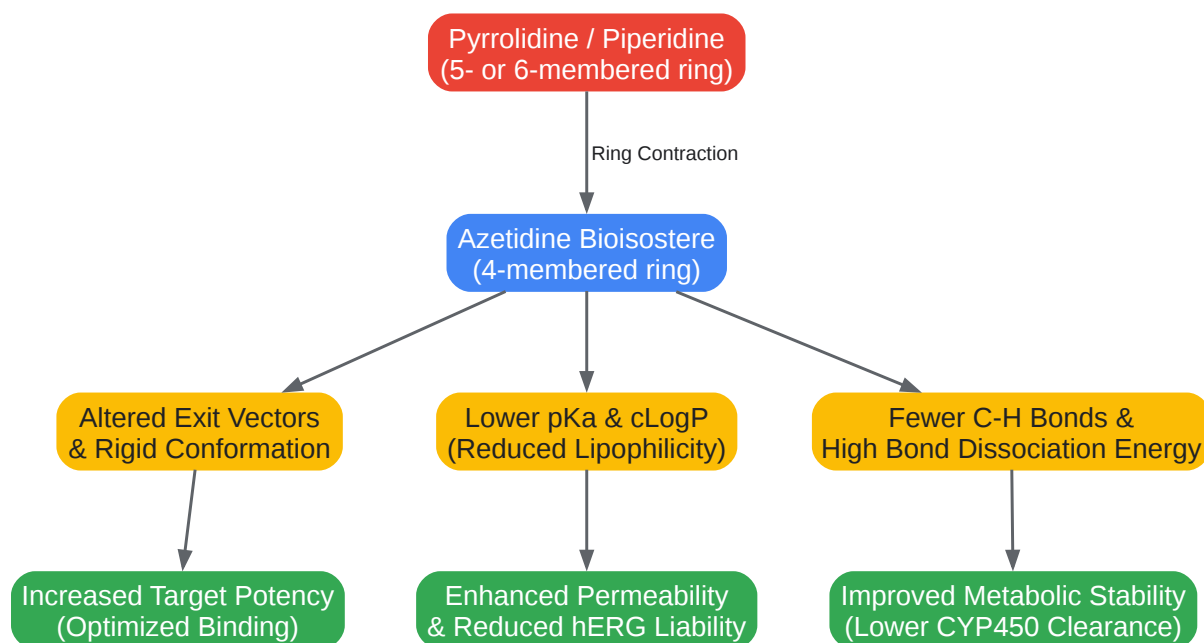 Pyrrolidine / Piperidine
(5- or 6-membered ring)
Ring Contraction
Azetidine Bioisostere
(4-membered ring)
Altered Exit Vectors
& Rigid Conformation
Lower pKa & cLogP
(Reduced Lipophilicity)
Fewer C-H Bonds &
High Bond Dissociation Energy
Increased Target Potency
(Optimized Binding)
Enhanced Permeability
& Reduced hERG Liability
Improved Metabolic Stability
(Lower CYP450 Clearance)